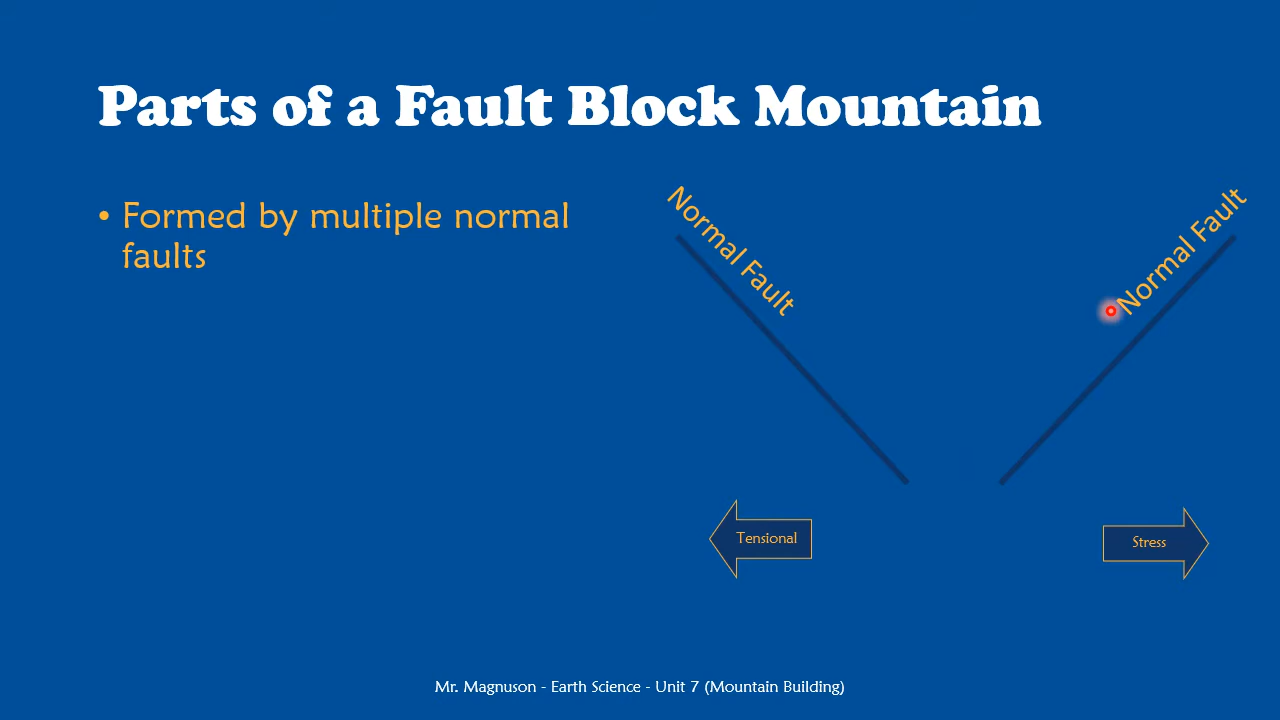 Parts of a Fault Block Mountain
• Formed by multiple normal
faults
Normal Fault
Normal Fault
Tensional
Stress
Mr. Magnuson - Earth Science - Unit 7 (Mountain Building)